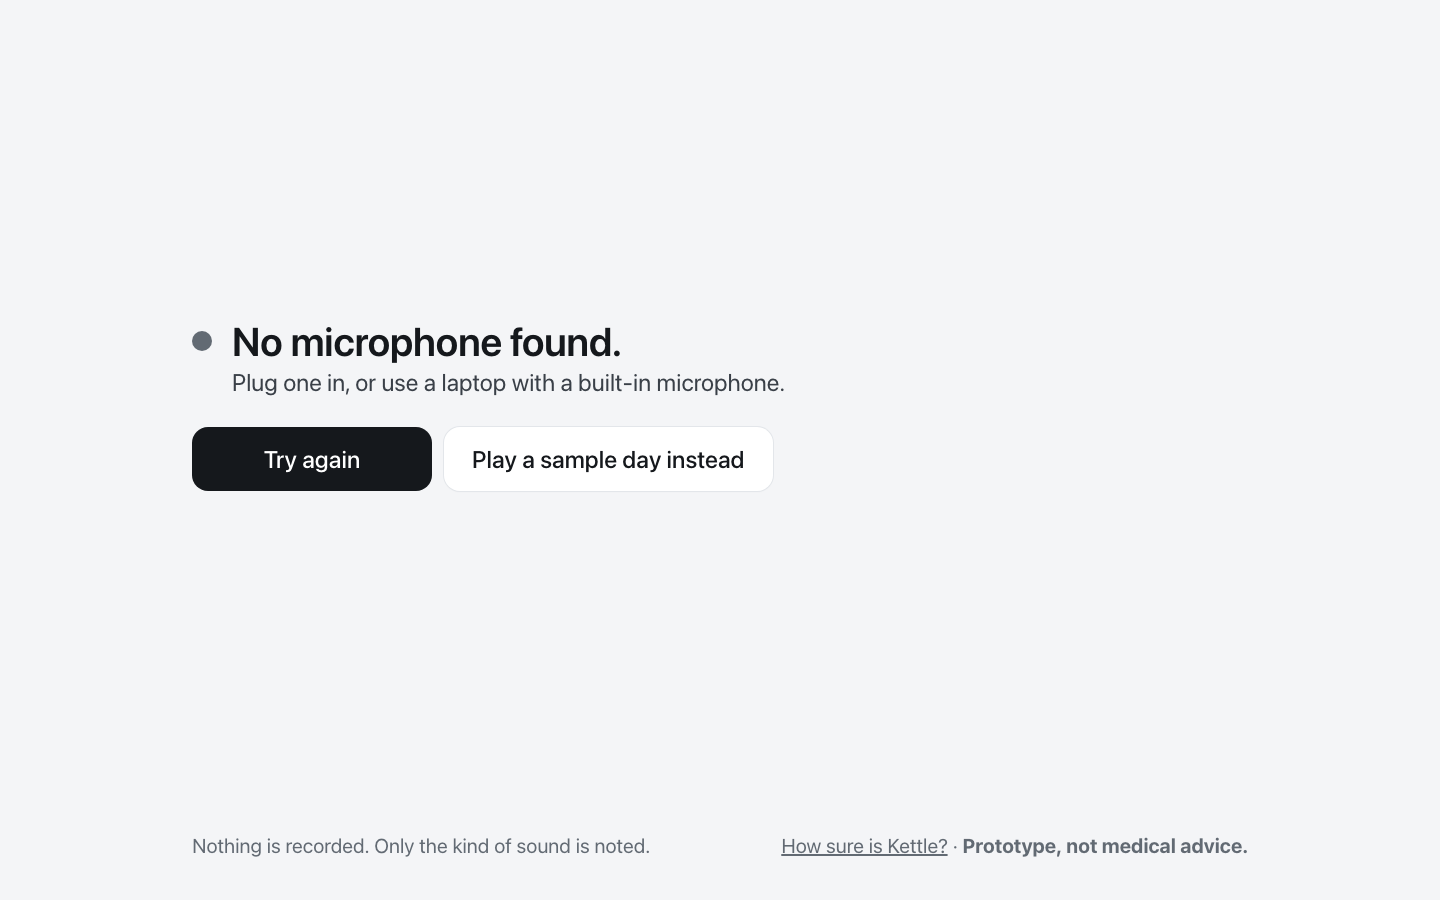 No microphone found.
Plug one in, or use a laptop with a built-in microphone.
Try again
Play a sample day instead
Nothing is recorded. Only the kind of sound is noted.
How sure is Kettle? · Prototype, not medical advice.